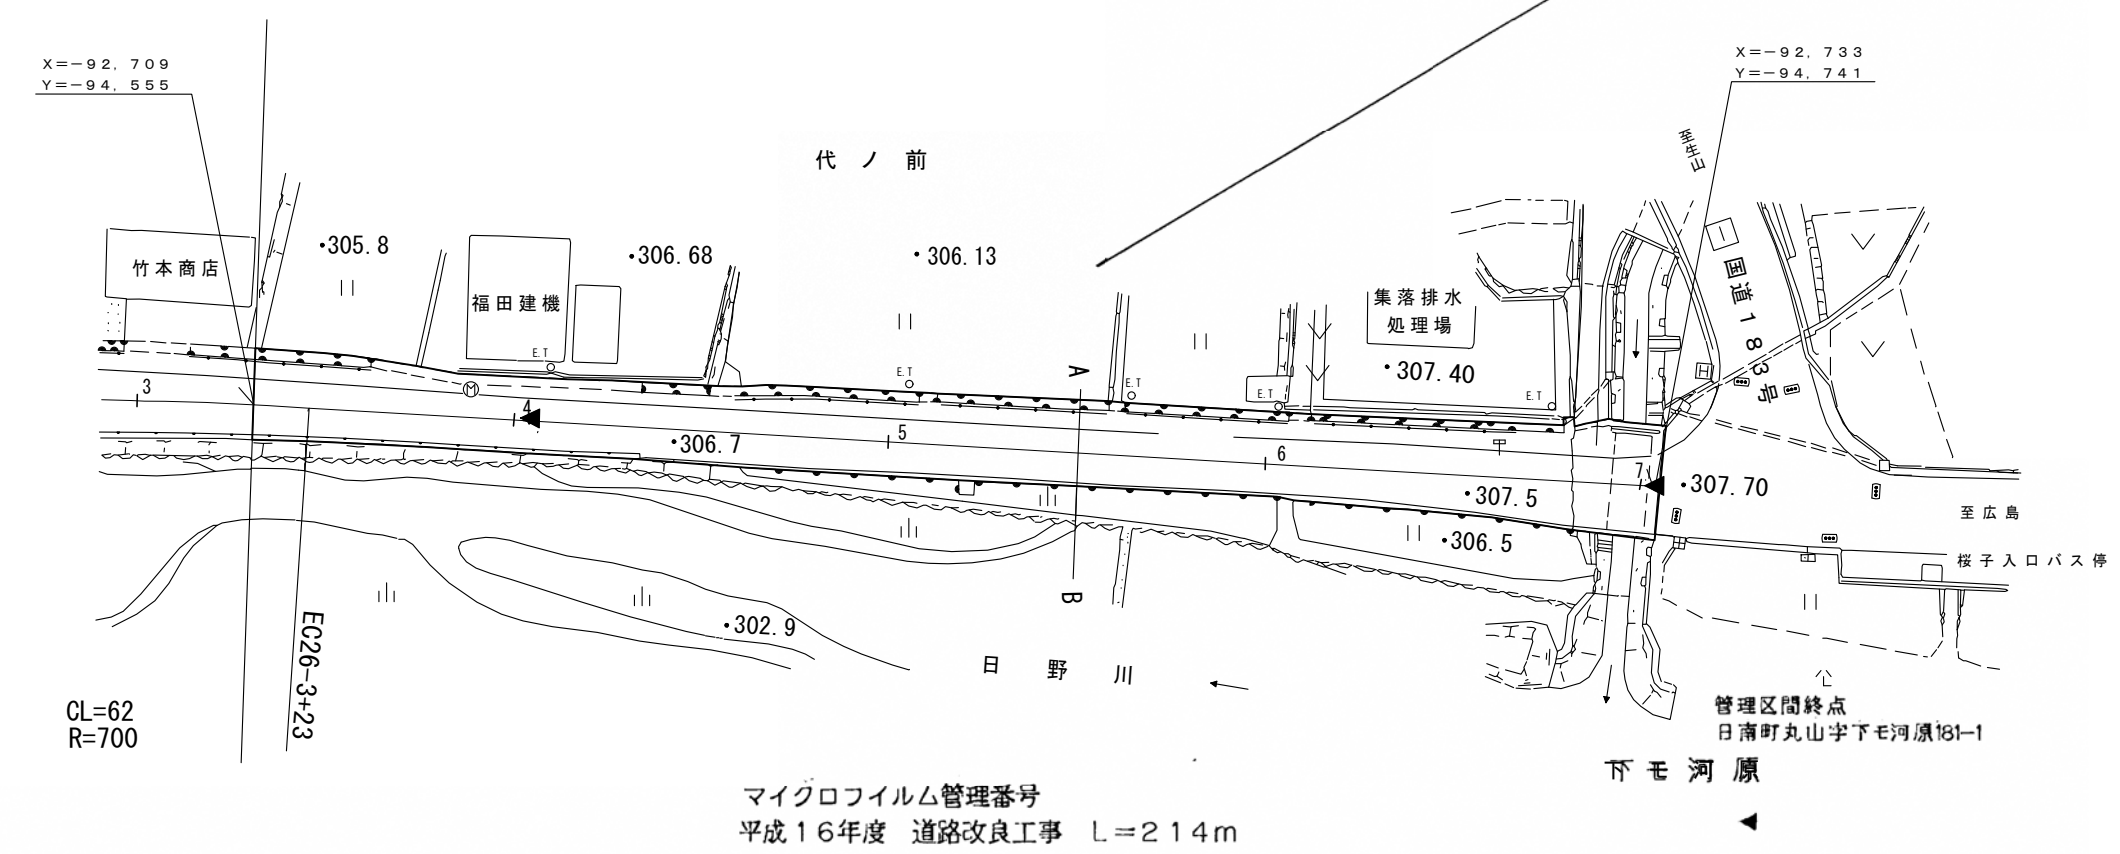 X=-92, 709
Y=-94, 555
X=-92, 733
Y=-94, 741
至生山
代ノ前
国道183号
竹本商店
305.8
福田建機
306.68
306.13
集落排水
処理場
307.40
E.T
E.T
E.T
E.T
E.T
M
H
A
3
4
5
6
7
306.7
307.5
307.70
306.5
至広島
桜子入口バス停
B
302.9
日野川
EC26-3+23
CL=62
R=700
管理区間終点
日南町丸山字下モ河原181-1
下モ河原
マイクロフイルム管理番号
平成16年度 道路改良工事 L=214m